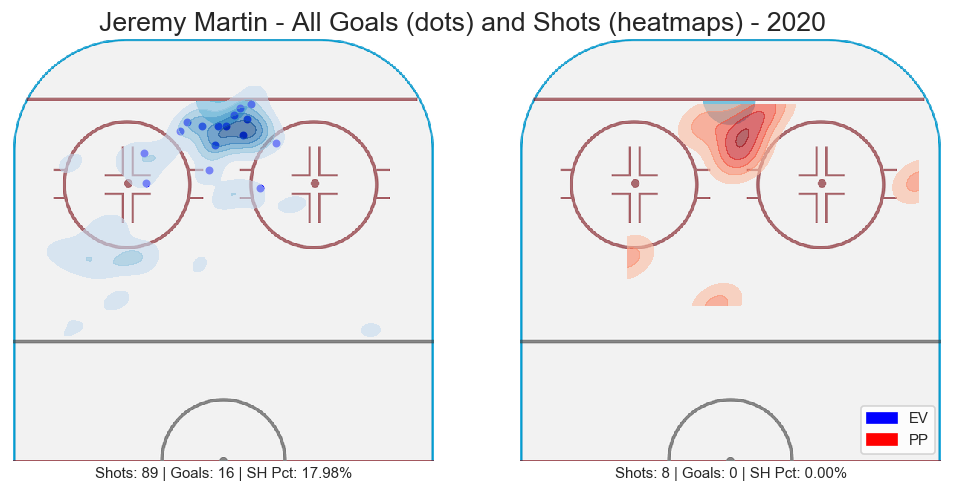 Jeremy Martin - All Goals (dots) and Shots (heatmaps) - 2020
EV
PP
Shots: 89 | Goals: 16 | SH Pct: 17.98%
Shots: 8 | Goals: 0 | SH Pct: 0.00%